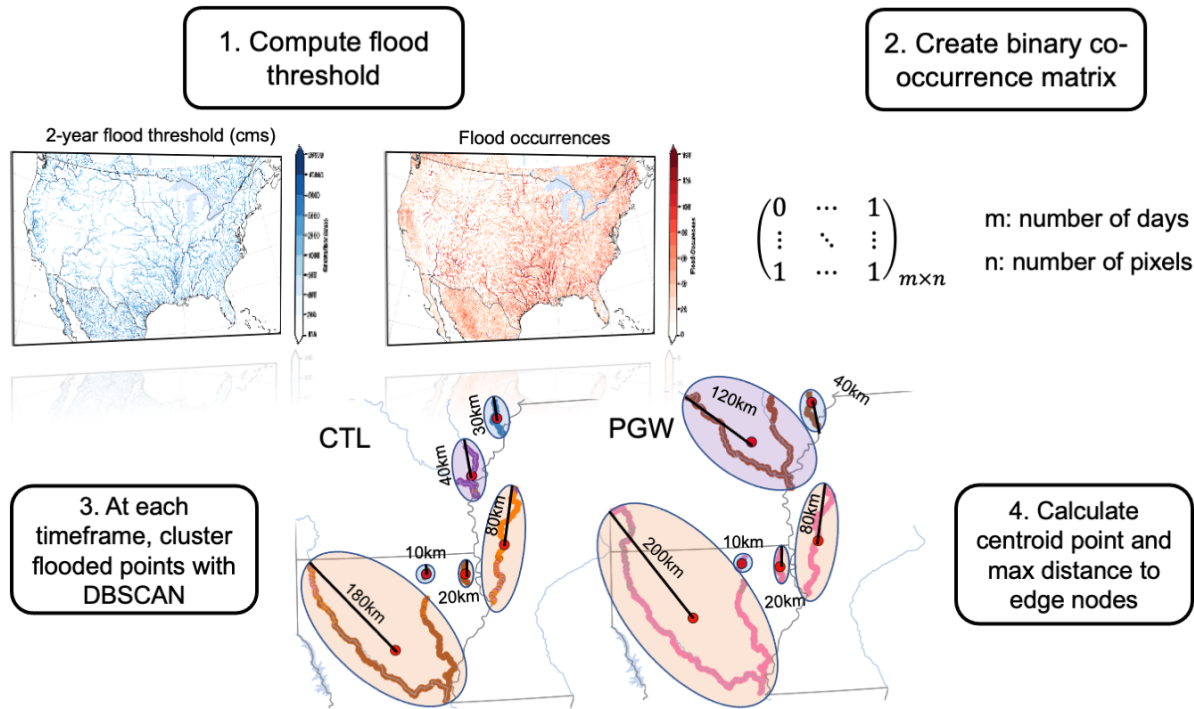 1. Compute flood
threshold
2. Create binary co-
occurrence matrix
2-year flood threshold (cms)
Flood occurrences
0 ⋯ 1
⋮ ⋱ ⋮
1 ⋯ 1
m×n
m: number of days
n: number of pixels
CTL
30km
40km
80km
10km
20km
180km
PGW
120km
40km
80km
10km
20km
200km
3. At each
timeframe, cluster
flooded points with
DBSCAN
4. Calculate
centroid point and
max distance to
edge nodes